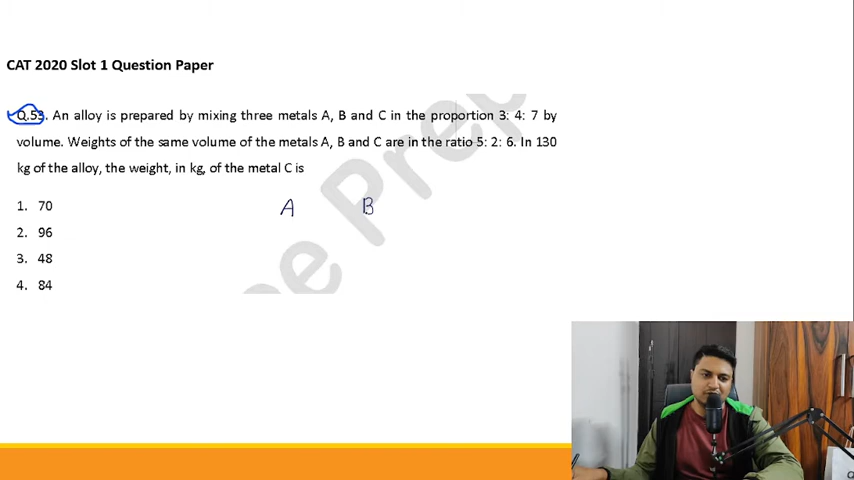 CAT 2020 Slot 1 Question Paper
Q.53. An alloy is prepared by mixing three metals A, B and C in the proportion 3: 4: 7 by
volume. Weights of the same volume of the metals A, B and C are in the ratio 5: 2: 6. In 130
kg of the alloy, the weight, in kg, of the metal C is
1. 70
2. 96
3. 48
4. 84
A B